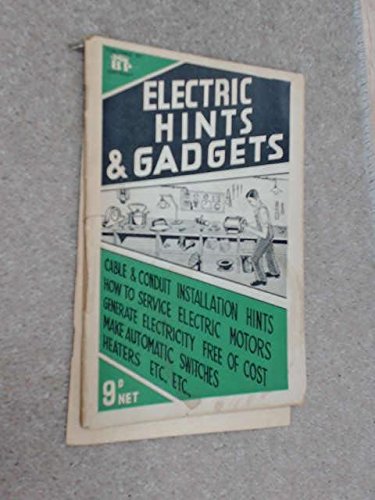 ELECTRIC
HINTS
& GADGETS
CABLE & CONDUIT INSTALLATION HINTS
HOW TO SERVICE ELECTRIC MOTORS
GENERATE ELECTRICITY FREE OF COST
MAKE AUTOMATIC SWITCHES
HEATERS ETC, ETC,
9D
NET